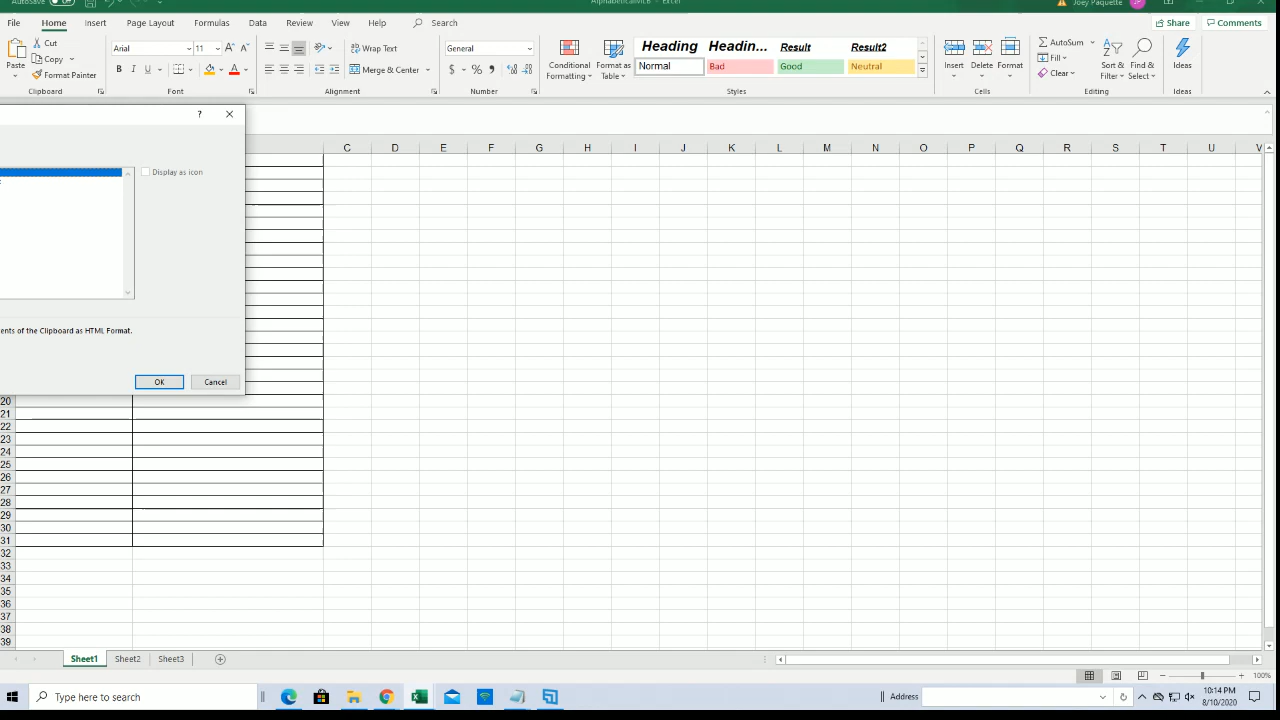 AutoSave Off AlphabeticallyCB - Excel Joey Paquette JP
File Home Insert Page Layout Formulas Data Review View Help Search Share Comments
Paste Cut Copy Format Painter Clipboard
Arial 11 A A B I U A Font
Wrap Text Merge & Center Alignment
General $ % Number
Conditional Formatting Format as Table
Heading Headin... Result Result2
Normal Bad Good Neutral
Styles
Insert Delete Format Cells
AutoSum Fill Clear Sort & Filter Find & Select Editing
Ideas Ideas
?
Display as icon
ents of the Clipboard as HTML Format.
OK Cancel
C D E F G H I J K L M N O P Q R S T U V
20
21
22
23
24
25
26
27
28
29
30
31
32
33
34
35
36
37
38
39
Sheet1 Sheet2 Sheet3
100%
Type here to search Address 10:14 PM
8/10/2020